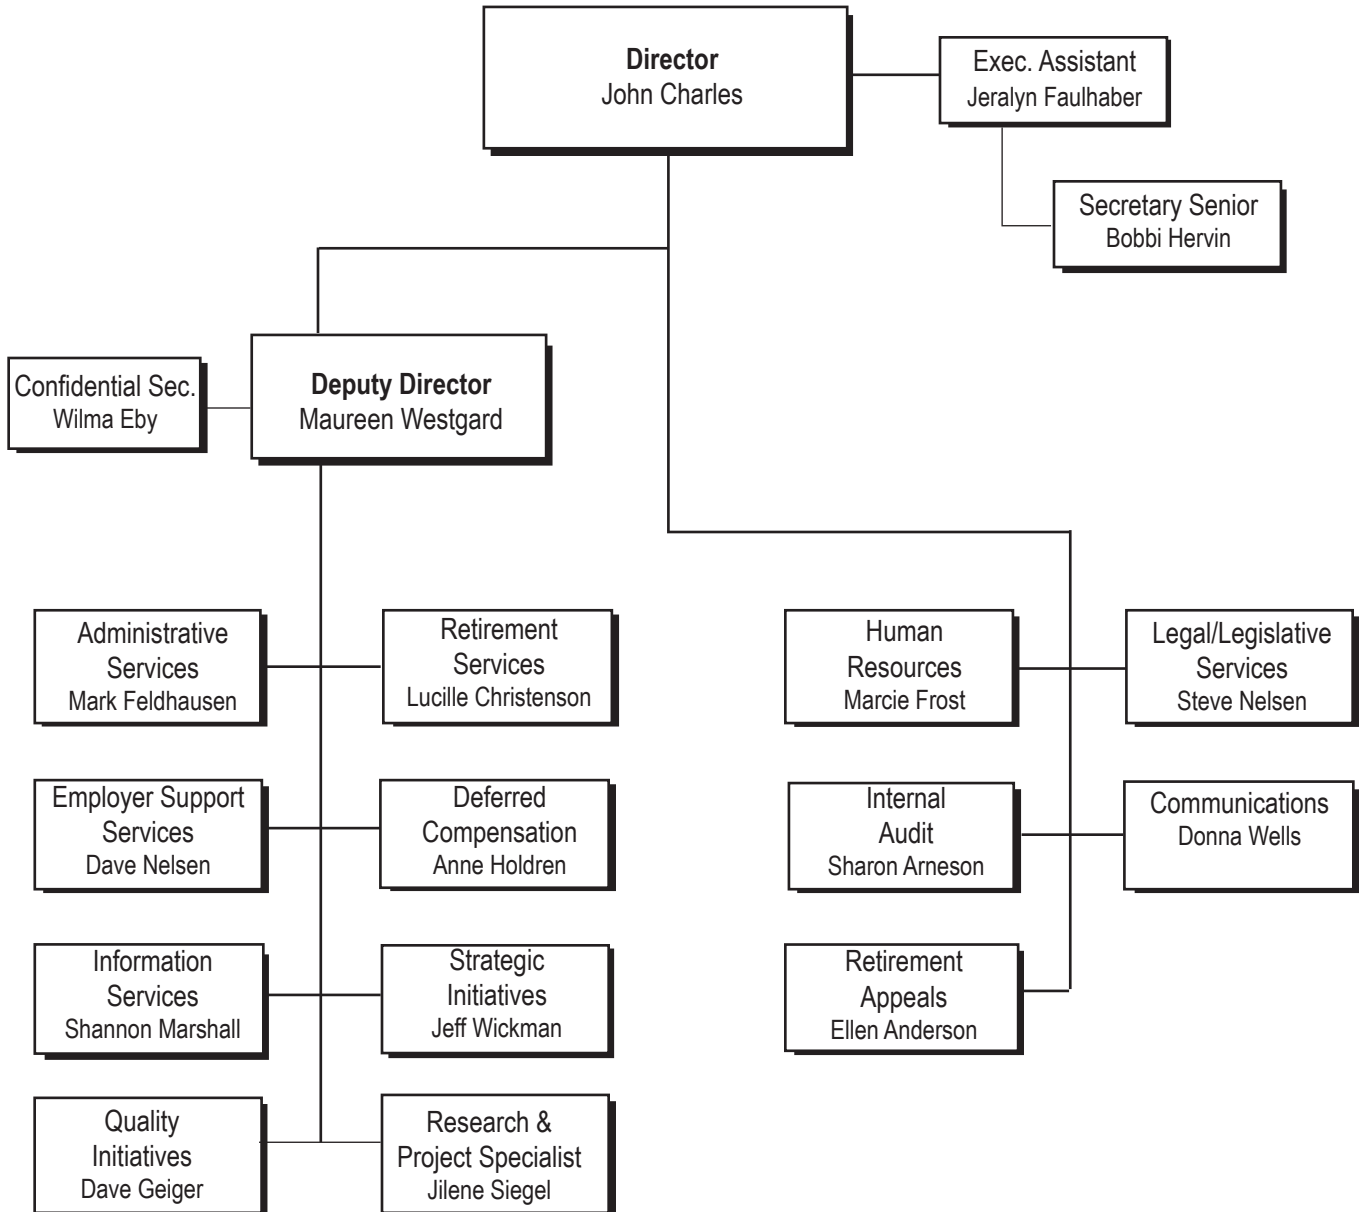 Director
John Charles
Exec. Assistant
Jeralyn Faulhaber
Secretary Senior
Bobbi Hervin
Confidential Sec.
Wilma Eby
Deputy Director
Maureen Westgard
Administrative
Services
Mark Feldhausen
Retirement
Services
Lucille Christenson
Human
Resources
Marcie Frost
Legal/Legislative
Services
Steve Nelsen
Employer Support
Services
Dave Nelsen
Deferred
Compensation
Anne Holdren
Internal
Audit
Sharon Arneson
Communications
Donna Wells
Information
Services
Shannon Marshall
Strategic
Initiatives
Jeff Wickman
Retirement
Appeals
Ellen Anderson
Quality
Initiatives
Dave Geiger
Research &
Project Specialist
Jilene Siegel